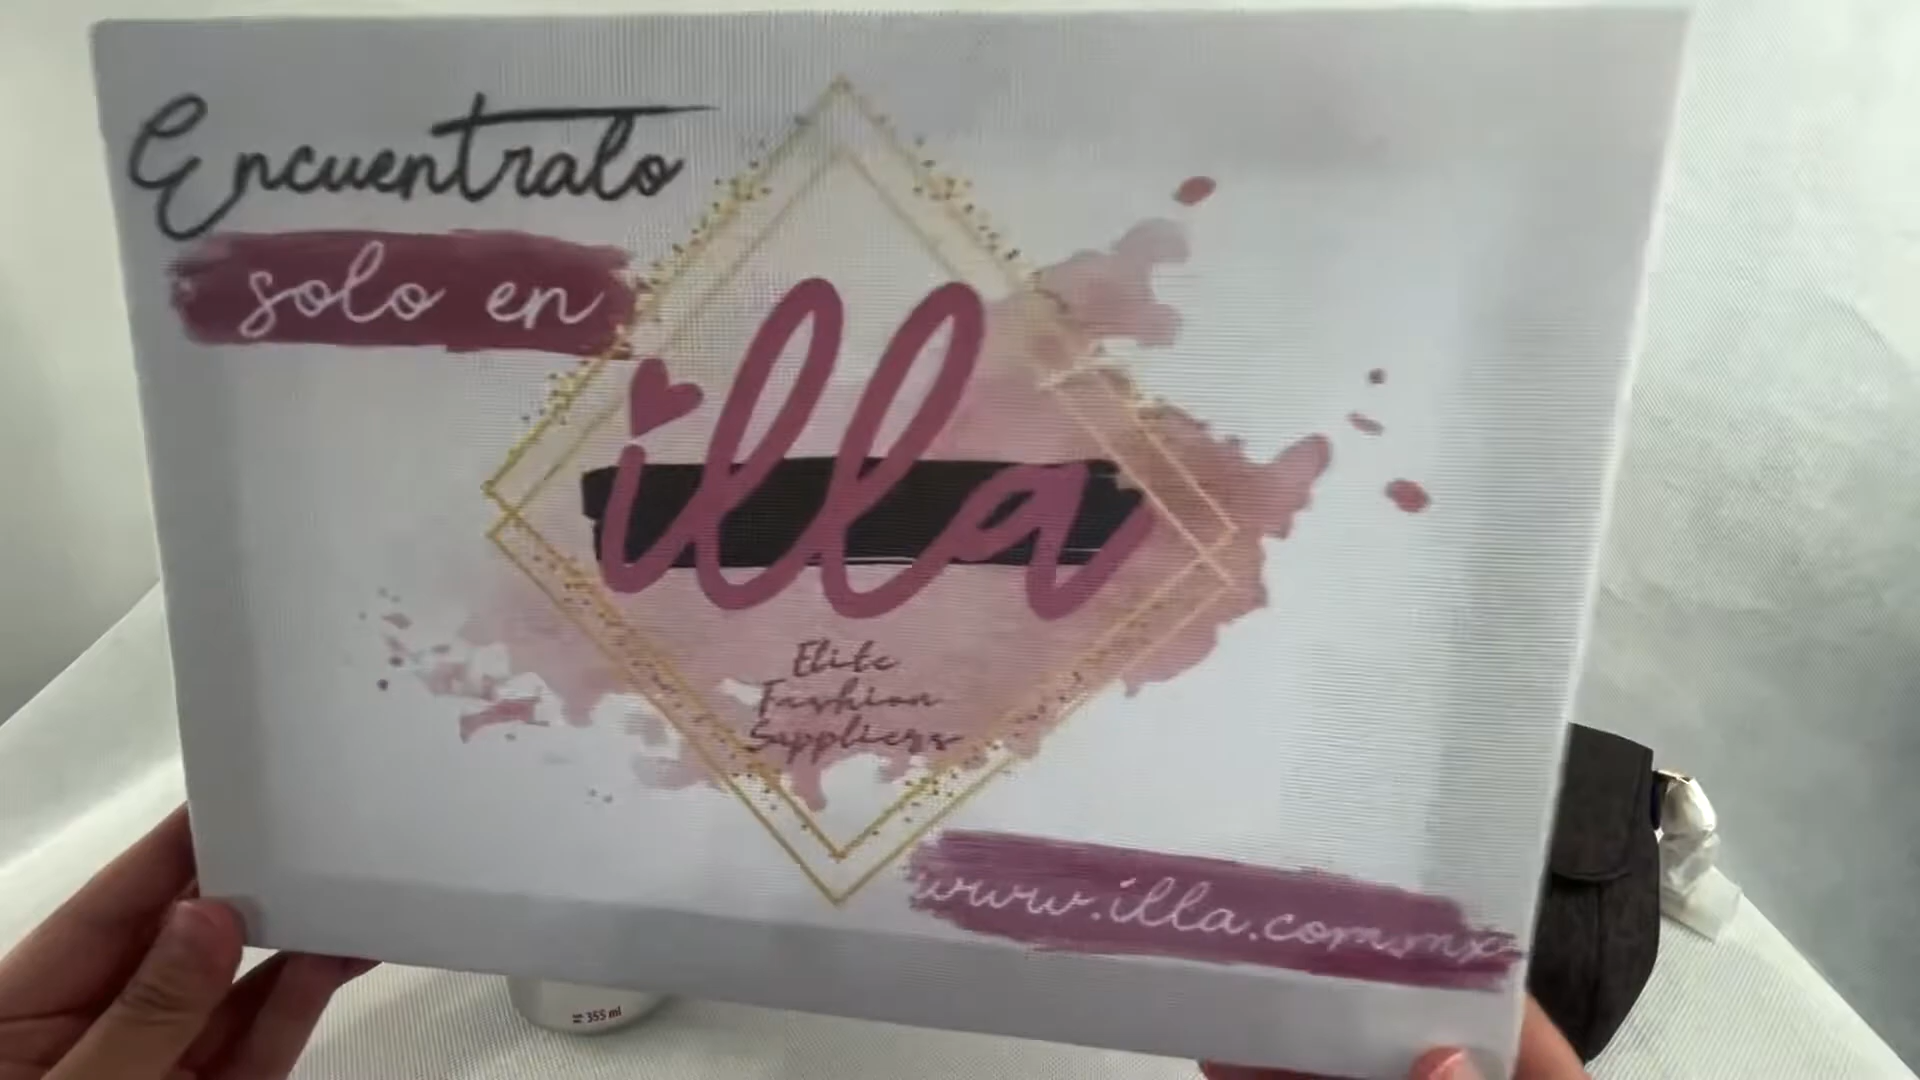 Encuentralo
solo en
illa
Elite
Fashion
Suppliers
www.illa.com.mx
≈ 355 ml